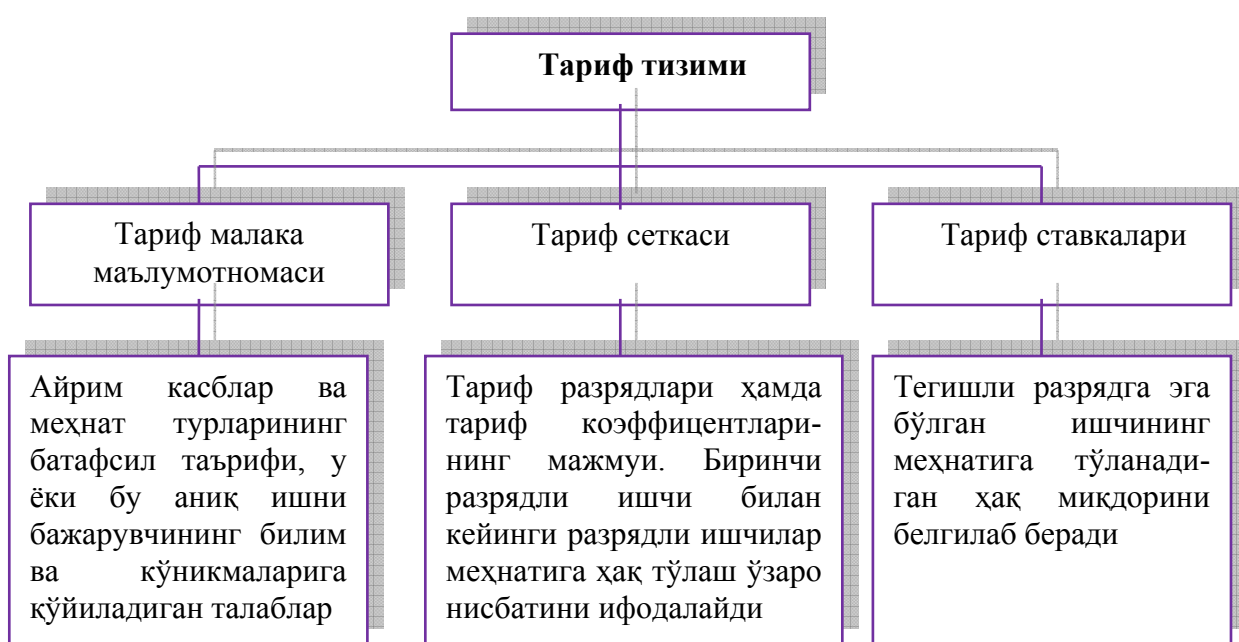 Тариф тизими
Тариф малака
маълумотномаси
Тариф сеткаси
Тариф ставкалари
Айрим касблар ва
меҳнат турларининг
батафсил таърифи, у
ёки бу аниқ ишни
бажарувчининг билим
ва кўникмаларига
қўйиладиган талаблар
Тариф разрядлари ҳамда
тариф коэффицентлари-
нинг мажмуи. Биринчи
разрядли ишчи билан
кейинги разрядли ишчилар
меҳнатига ҳақ тўлаш ўзаро
нисбатини ифодалайди
Тегишли разрядга эга
бўлган ишчининг
меҳнатига тўланади-
ган ҳақ миқдорини
белгилаб беради